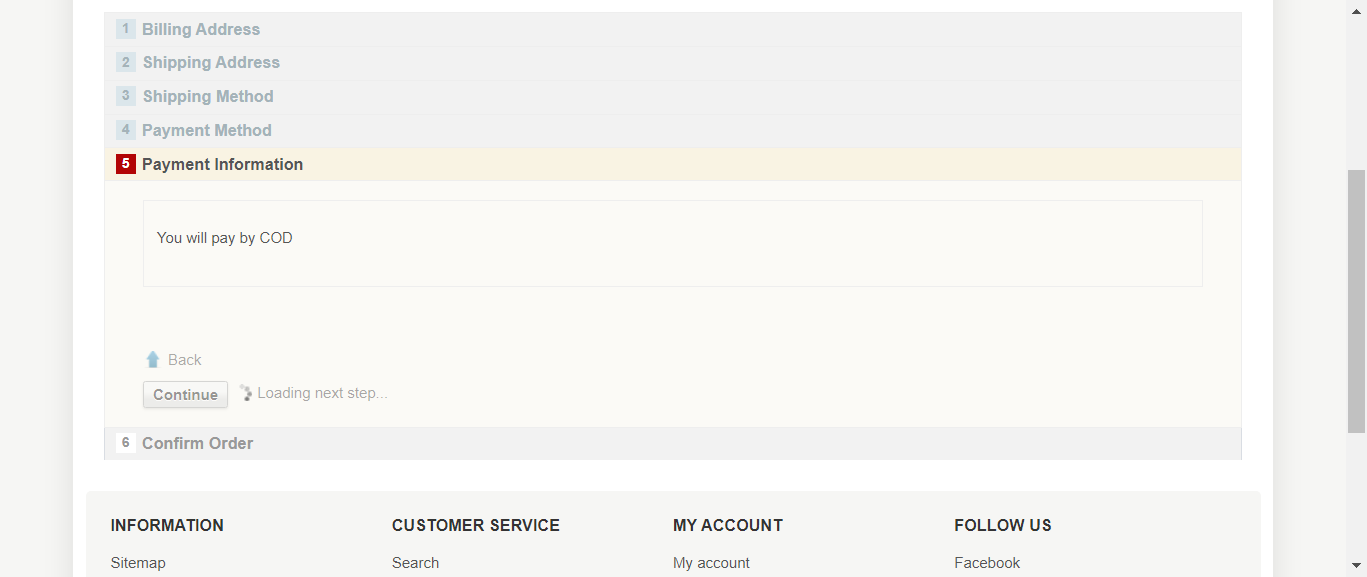 1 Billing Address
2 Shipping Address
3 Shipping Method
4 Payment Method
5 Payment Information
You will pay by COD
Back
Continue Loading next step...
6 Confirm Order
INFORMATION CUSTOMER SERVICE MY ACCOUNT FOLLOW US
Sitemap Search My account Facebook